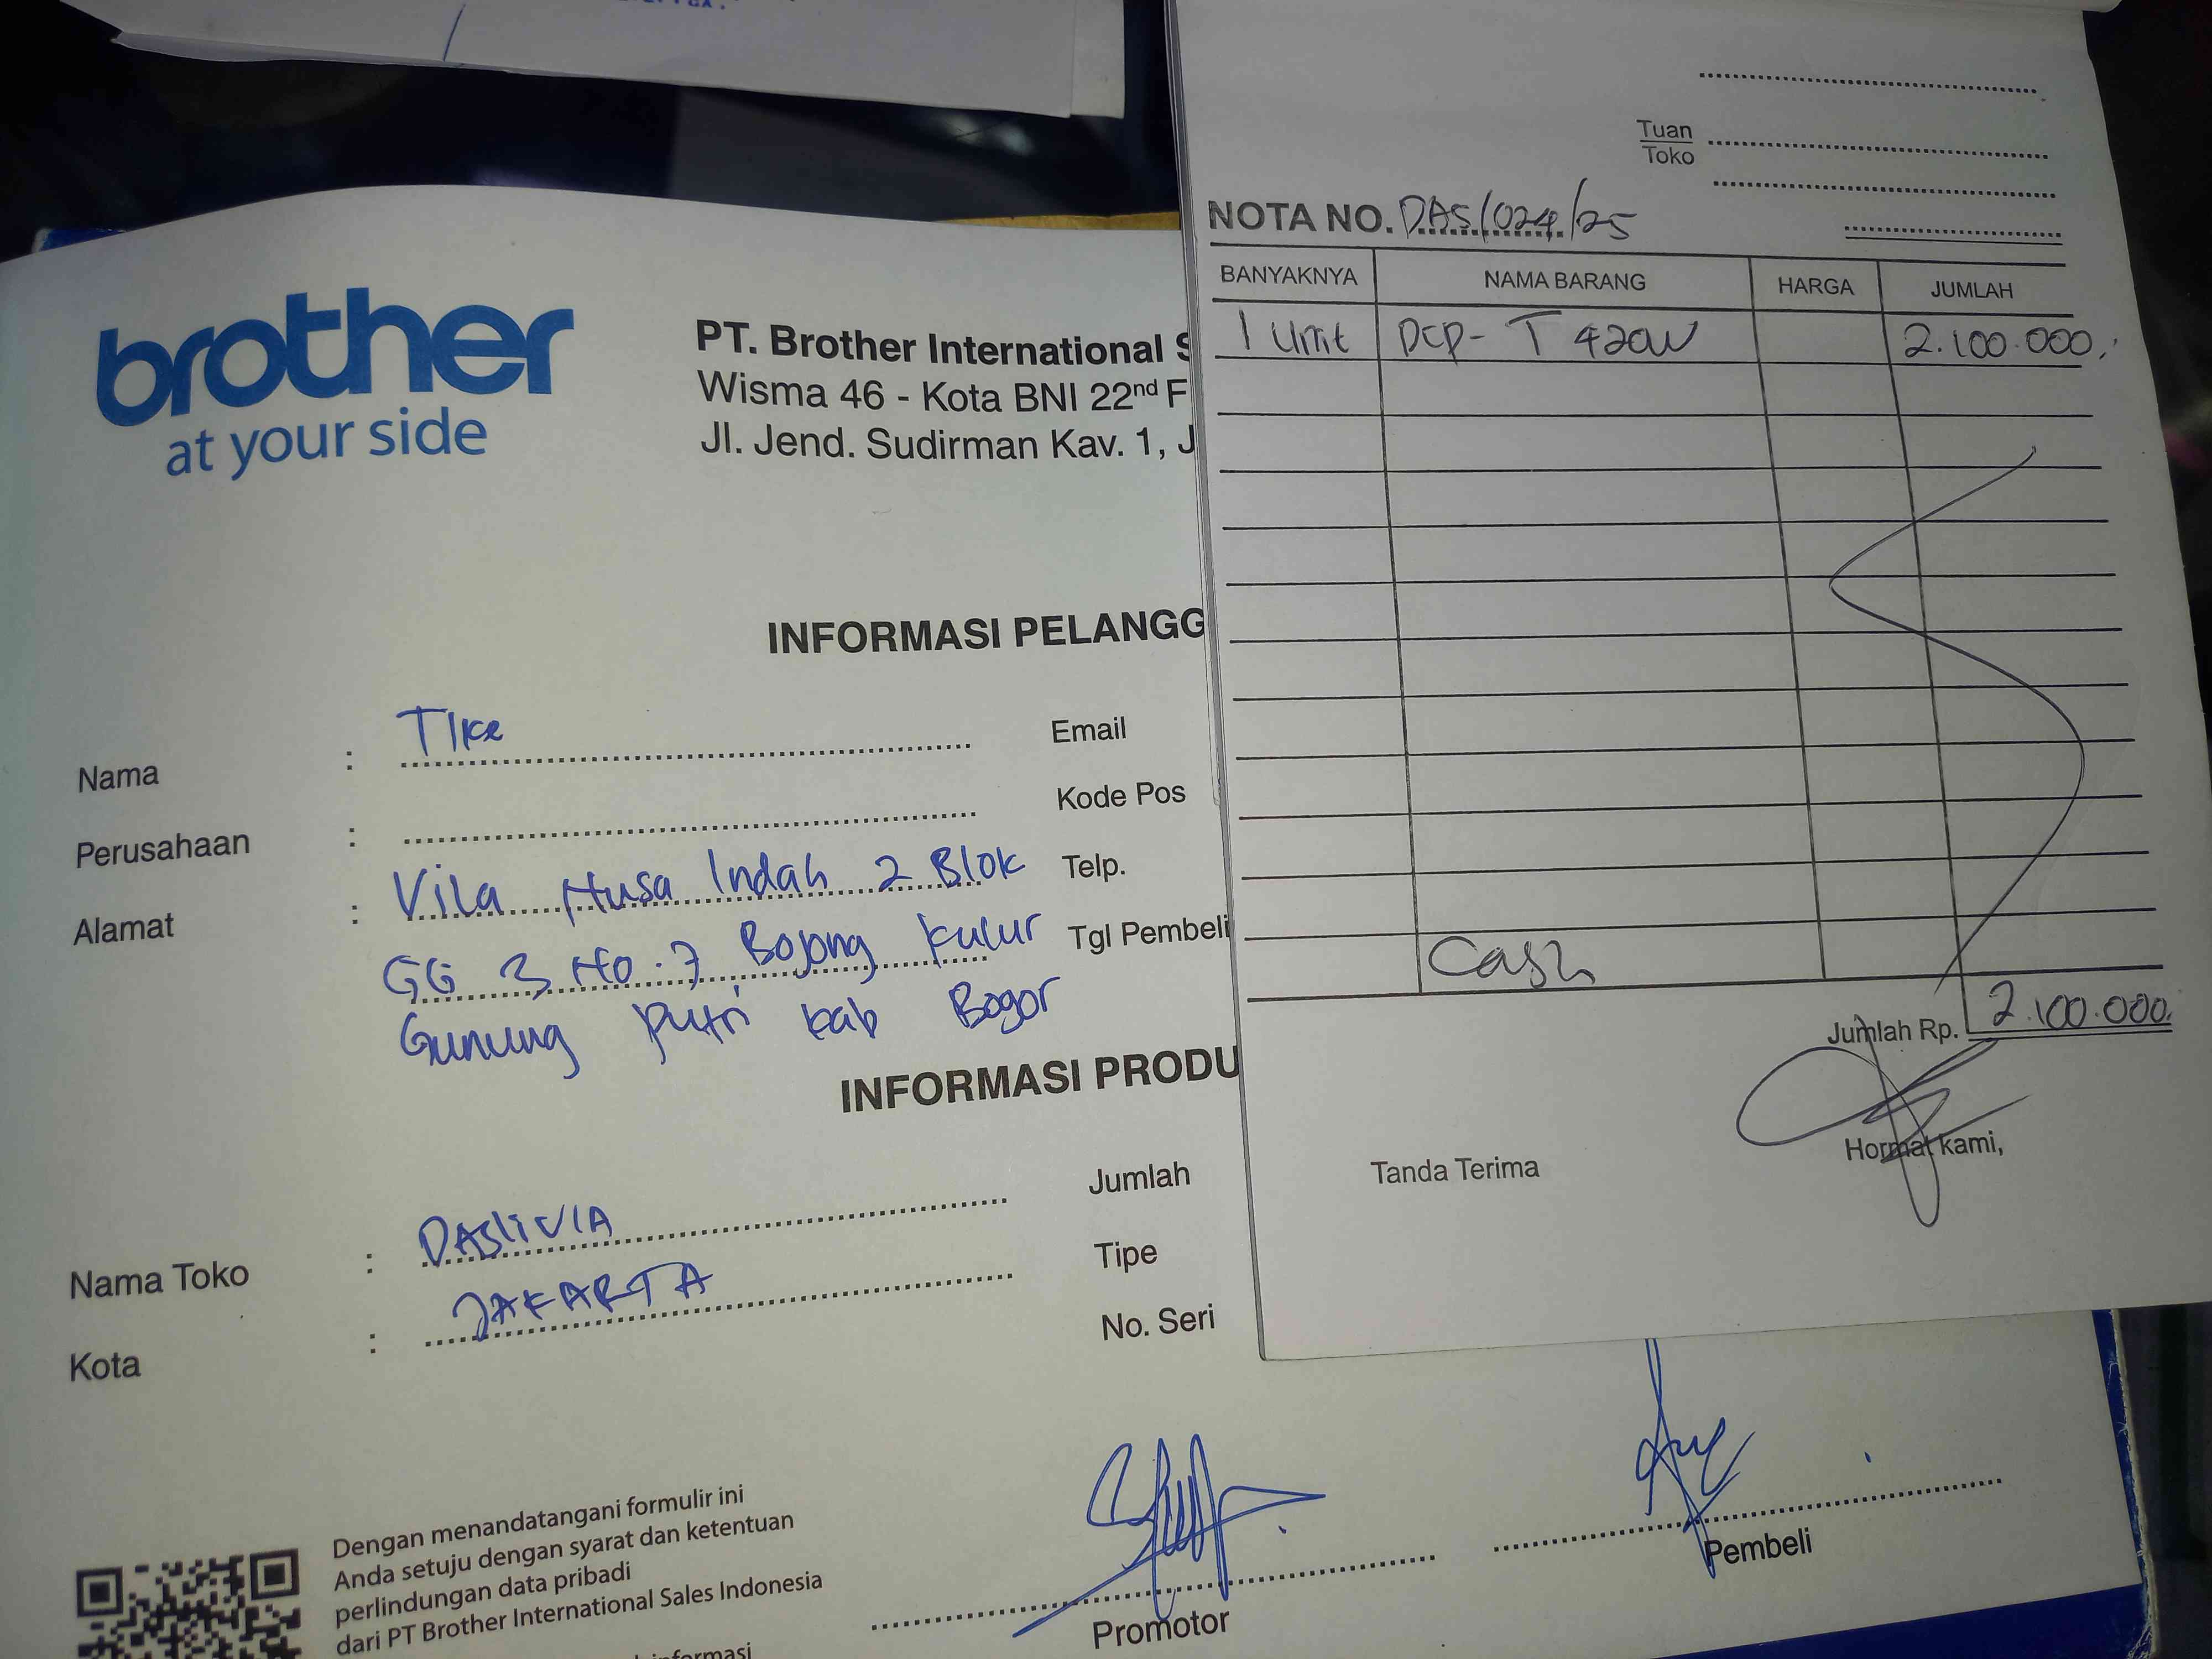 brother
at your side
PT. Brother International S
Wisma 46 - Kota BNI 22nd F
Jl. Jend. Sudirman Kav. 1, J
INFORMASI PELANGG
Nama : TIke
Perusahaan :
Alamat : Vila Nusa Indah 2 Blok
GG 3 No. 7 Bojong kulur
Gunung putri kab Bogor
Email
Kode Pos
Telp.
Tgl Pembeli
INFORMASI PRODU
Nama Toko : DASliVIA
Kota : JAKARTA
Jumlah
Tipe
No. Seri
Dengan menandatangani formulir ini
Anda setuju dengan syarat dan ketentuan
perlindungan data pribadi
dari PT Brother International Sales Indonesia
Promotor
Pembeli
Tuan
Toko
NOTA NO. DAS/024/25
BANYAKNYA NAMA BARANG HARGA JUMLAH
1 Unit DCP- T 420W 2.100.000,
Cash
Jumlah Rp. 2.100.000.
Tanda Terima
Hormat kami,